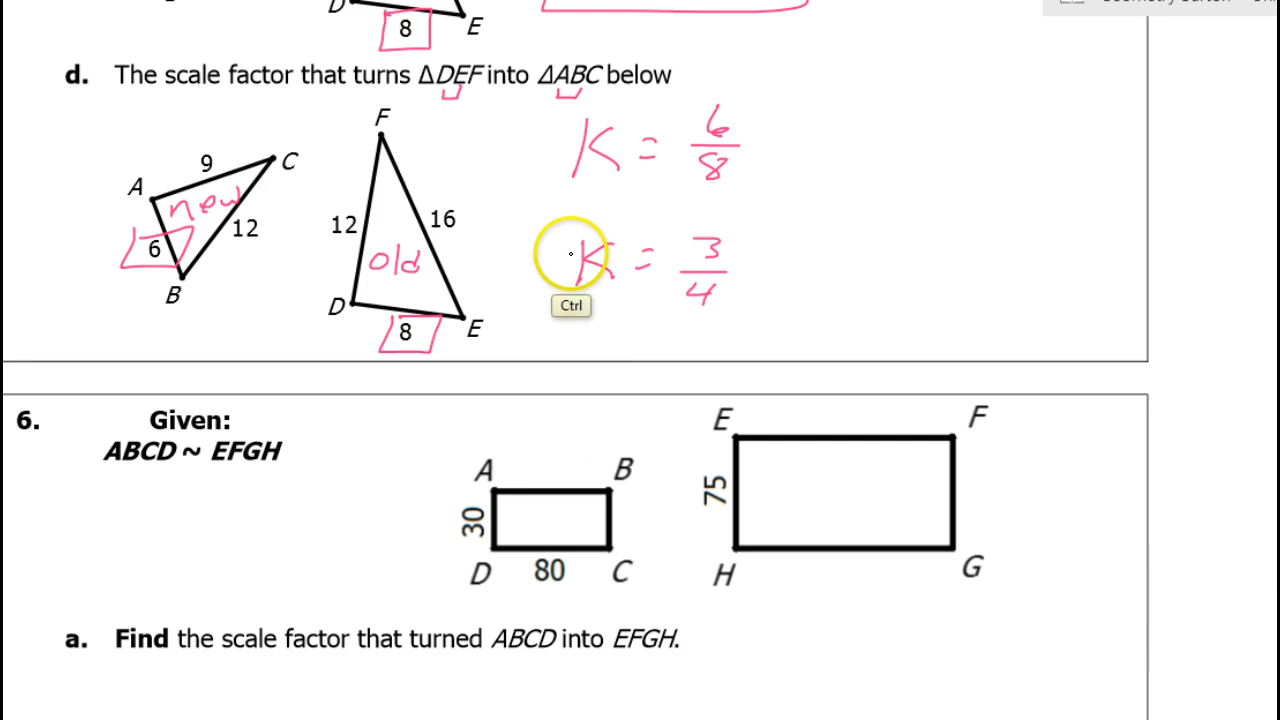 D
8
E
d. The scale factor that turns ΔDEF into ΔABC below
F
K = 6/8
9
C
A
new
12
6
B
12
16
old
D
8
E
K = 3/4
Ctrl
6. Given:
ABCD ~ EFGH
E
F
A
B
75
30
D
80
C
H
G
a. Find the scale factor that turned ABCD into EFGH.